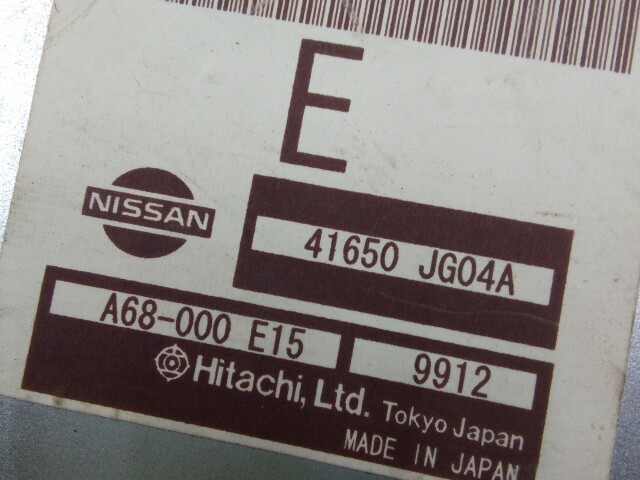 E
NISSAN
41650 JG04A
A68-000 E15
9912
Hitachi, Ltd. Tokyo Japan
MADE IN JAPAN